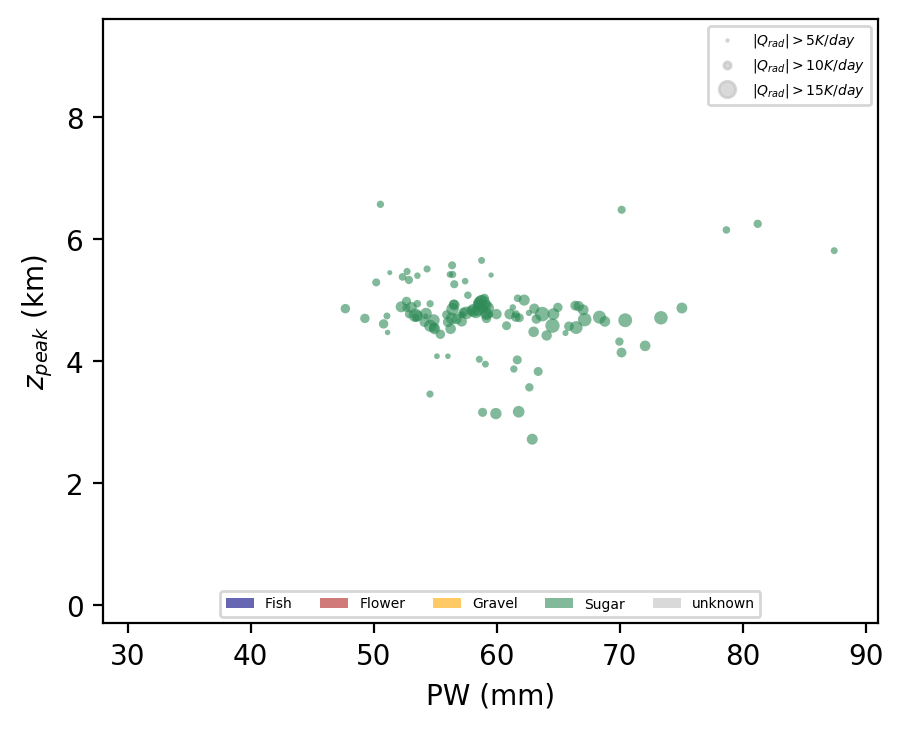 |Q_rad| > 5K/day
|Q_rad| > 10K/day
|Q_rad| > 15K/day
8
6
4
2
0
z_peak (km)
Fish Flower Gravel Sugar unknown
30 40 50 60 70 80 90
PW (mm)